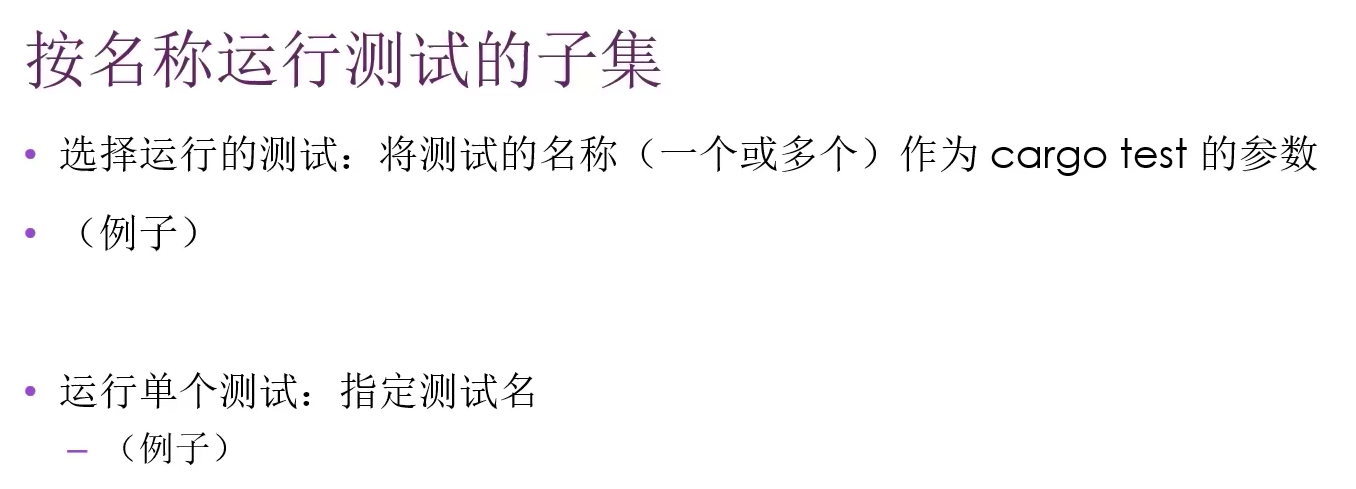 按名称运行测试的子集
• 选择运行的测试：将测试的名称（一个或多个）作为 cargo test 的参数
• （例子）
• 运行单个测试：指定测试名
– （例子）